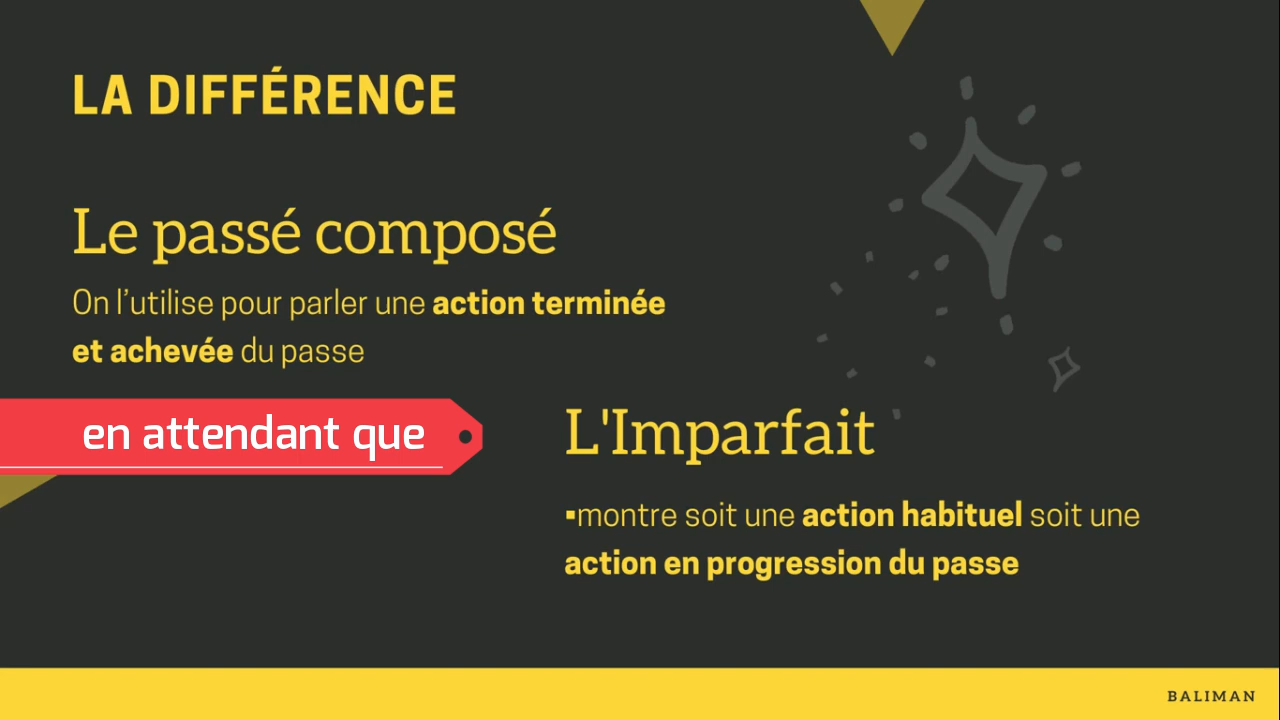 LA DIFFÉRENCE
Le passé composé
On l’utilise pour parler une action terminée
et achevée du passe
en attendant que
L'Imparfait
▪montre soit une action habituel soit une
action en progression du passe
BALIMAN